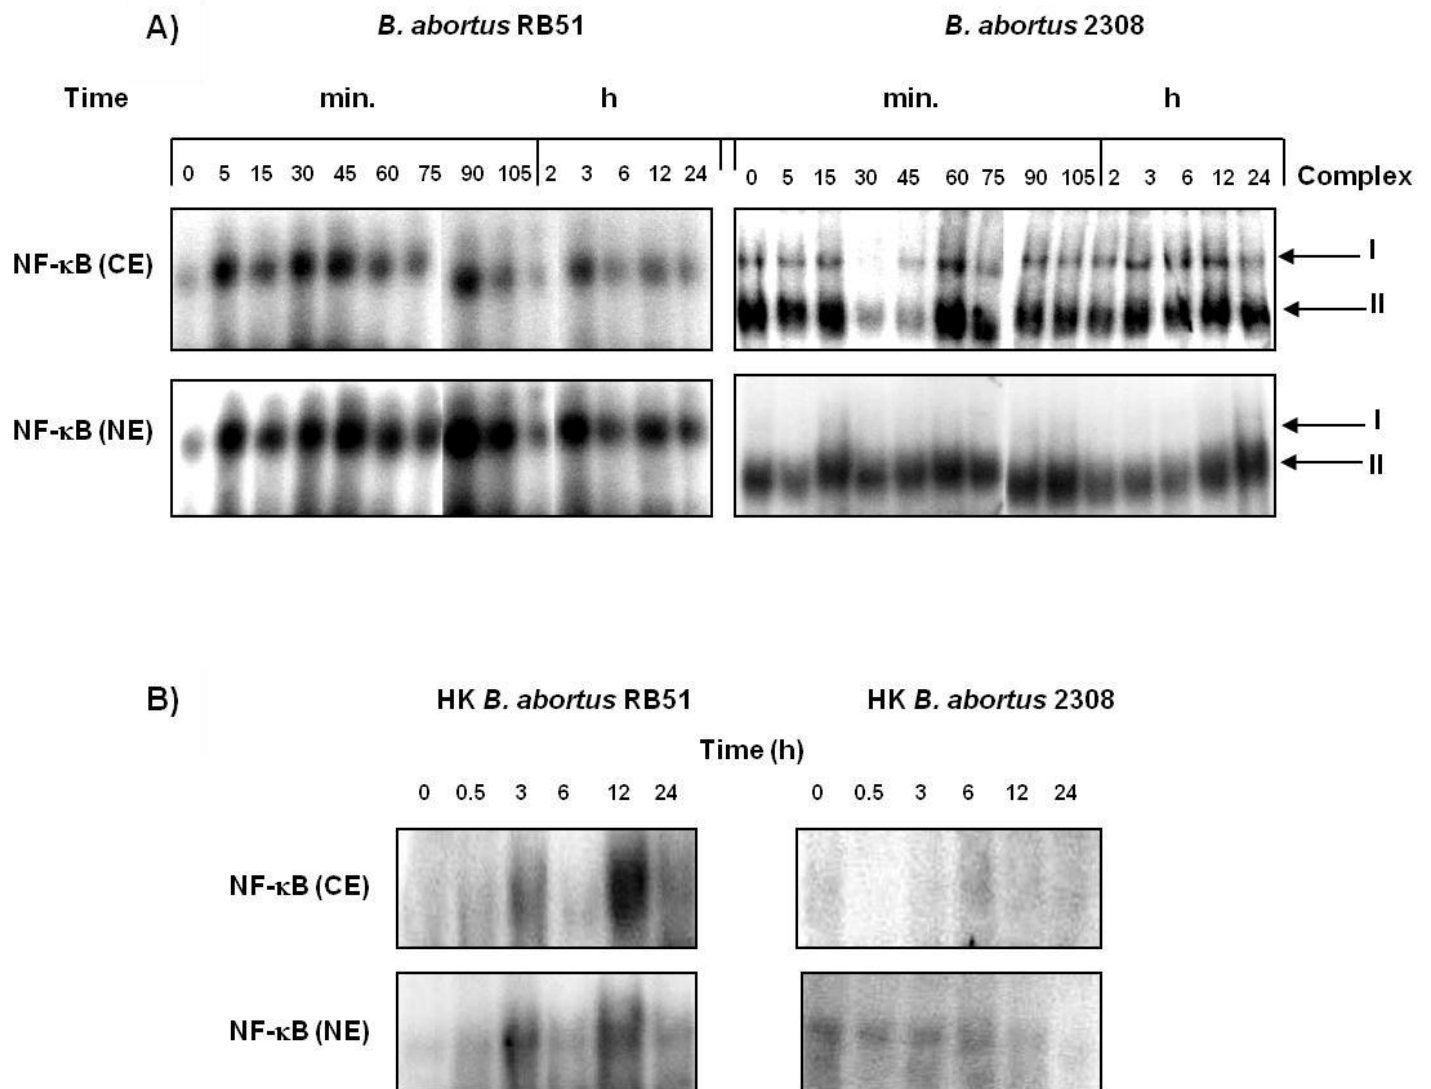 A)
B. abortus RB51 B. abortus 2308
Time min. h min. h
0 5 15 30 45 60 75 90 105 2 3 6 12 24 0 5 15 30 45 60 75 90 105 2 3 6 12 24 Complex
NF-κB (CE) I
II
NF-κB (NE) I
II
B)
HK B. abortus RB51 HK B. abortus 2308
Time (h)
0 0.5 3 6 12 24 0 0.5 3 6 12 24
NF-κB (CE)
NF-κB (NE)